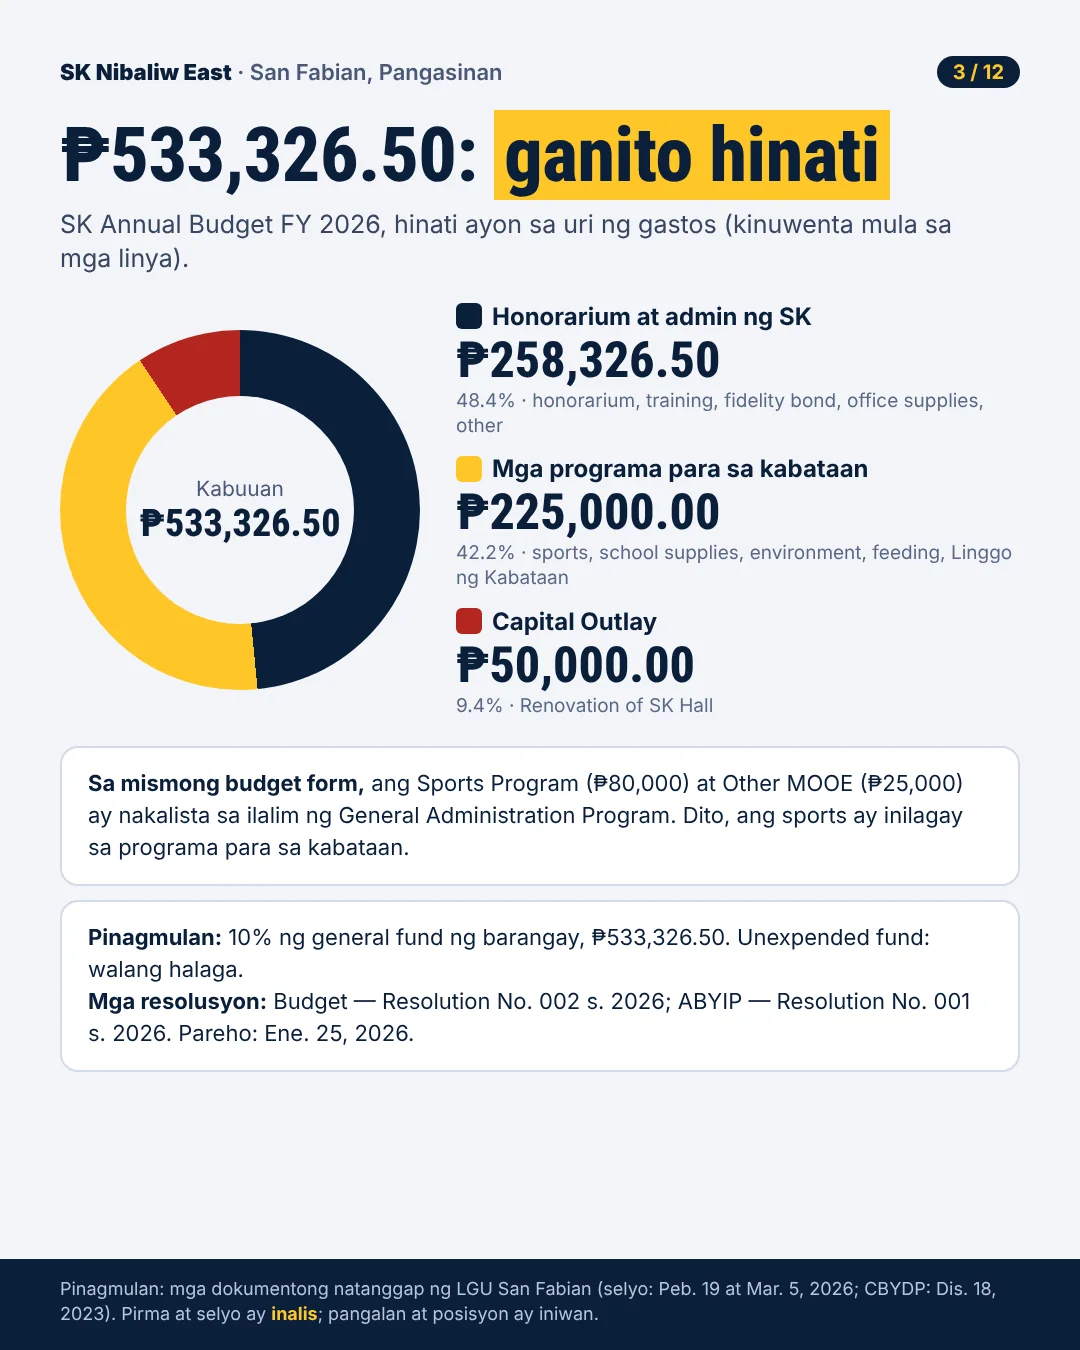 SK Nibaliw East · San Fabian, Pangasinan
3 / 12
₱533,326.50: ganito hinati
SK Annual Budget FY 2026, hinati ayon sa uri ng gastos (kinuwenta mula sa
mga linya).
Kabuuan
₱533,326.50
Honorarium at admin ng SK
₱258,326.50
48.4% · honorarium, training, fidelity bond, office supplies,
other
Mga programa para sa kabataan
₱225,000.00
42.2% · sports, school supplies, environment, feeding, Linggo
ng Kabataan
Capital Outlay
₱50,000.00
9.4% · Renovation of SK Hall
Sa mismong budget form, ang Sports Program (₱80,000) at Other MOOE (₱25,000)
ay nakalista sa ilalim ng General Administration Program. Dito, ang sports ay inilagay
sa programa para sa kabataan.
Pinagmulan: 10% ng general fund ng barangay, ₱533,326.50. Unexpended fund:
walang halaga.
Mga resolusyon: Budget — Resolution No. 002 s. 2026; ABYIP — Resolution No. 001
s. 2026. Pareho: Ene. 25, 2026.
Pinagmulan: mga dokumentong natanggap ng LGU San Fabian (selyo: Peb. 19 at Mar. 5, 2026; CBYDP: Dis. 18,
2023). Pirma at selyo ay inalis; pangalan at posisyon ay iniwan.